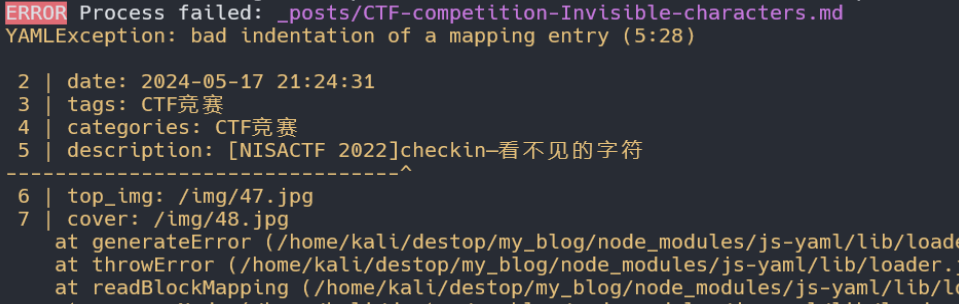 ERROR Process failed: _posts/CTF-competition-Invisible-characters.md
YAMLException: bad indentation of a mapping entry (5:28)
2 | date: 2024-05-17 21:24:31
3 | tags: CTF竞赛
4 | categories: CTF竞赛
5 | description: [NISACTF 2022]checkin—看不见的字符
-------------------------------^
6 | top_img: /img/47.jpg
7 | cover: /img/48.jpg
at generateError (/home/kali/destop/my_blog/node_modules/js-yaml/lib/loade
at throwError (/home/kali/destop/my_blog/node_modules/js-yaml/lib/loader.j
at readBlockMapping (/home/kali/destop/my_blog/node_modules/js-yaml/lib/lo